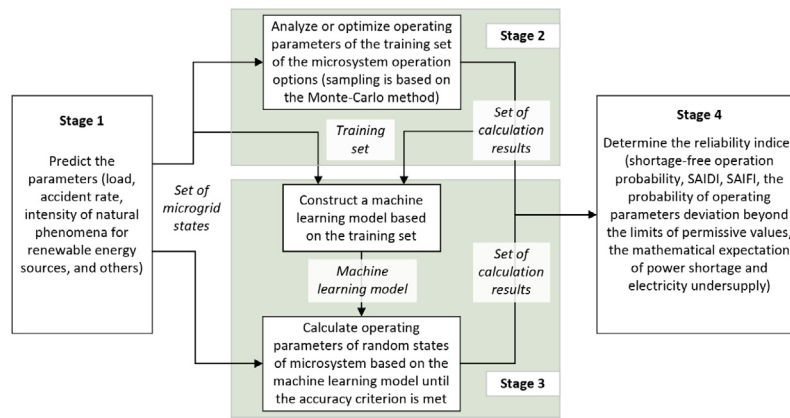 Stage 1
Predict the
parameters (load,
accident rate,
intensity of natural
phenomena for
renewable energy
sources, and others)
Set of
microgrid
states
Analyze or optimize operating
parameters of the training set
of the microsystem operation
options (sampling is based on
the Monte-Carlo method)
Stage 2
Training
set
Set of
calculation
results
Construct a machine
learning model based
on the training set
Machine
learning model
Set of
calculation
results
Calculate operating
parameters of random states
of microsystem based on the
machine learning model until
the accuracy criterion is met
Stage 3
Stage 4
Determine the reliability indices
(shortage-free operation
probability, SAIDI, SAIFI, the
probability of operating
parameters deviation beyond
the limits of permissive values,
the mathematical expectation
of power shortage and
electricity undersupply)